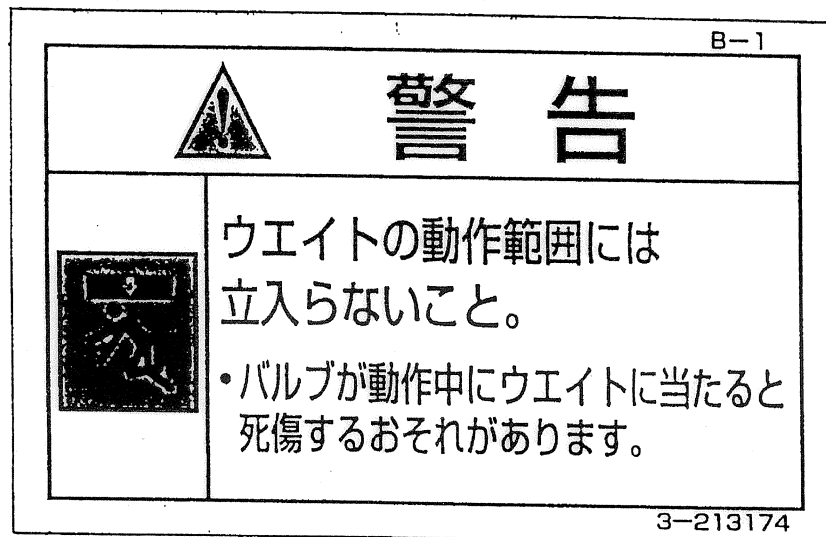 B－1
警告
ウエイトの動作範囲には
立入らないこと。
・バルブが動作中にウエイトに当たると
死傷するおそれがあります。
3－213174